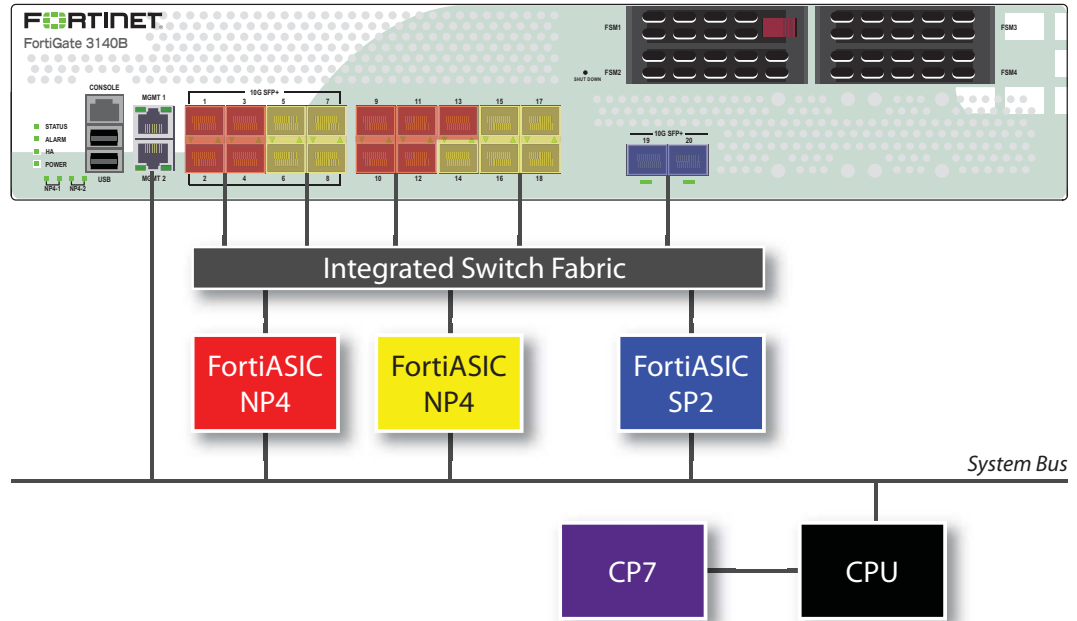 FORTINET
FortiGate 3140B
FSM1
FSM3
SHUT DOWN
FSM2
FSM4
CONSOLE
MGMT 1
10G SFP+
1 3 5 7
9 11 13 15 17
STATUS
ALARM
HA
POWER
10G SFP+
19 20
NP4-1 NP4-2
USB
MGMT 2
2 4 6 8
10 12 14 16 18
Integrated Switch Fabric
FortiASIC
NP4
FortiASIC
NP4
FortiASIC
SP2
System Bus
CP7
CPU